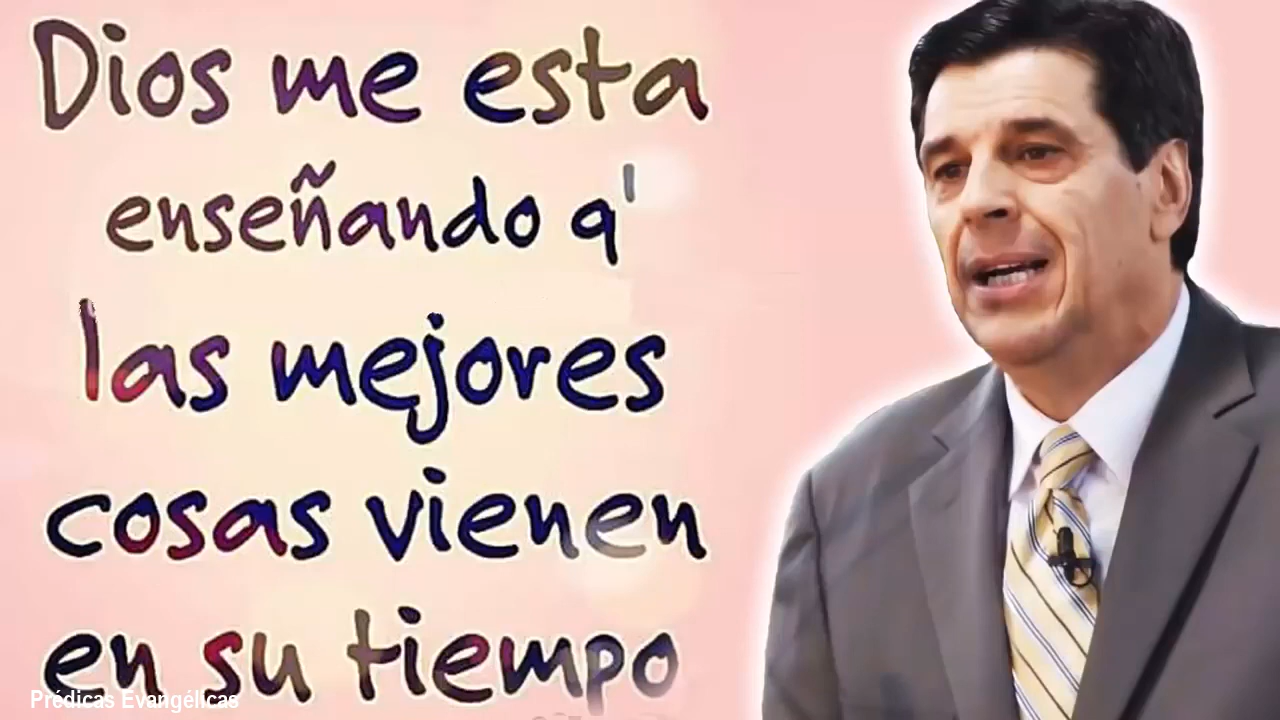 Dios me esta
enseñando q'
las mejores
cosas vienen
en su tiempo
Prédicas Evangélicas